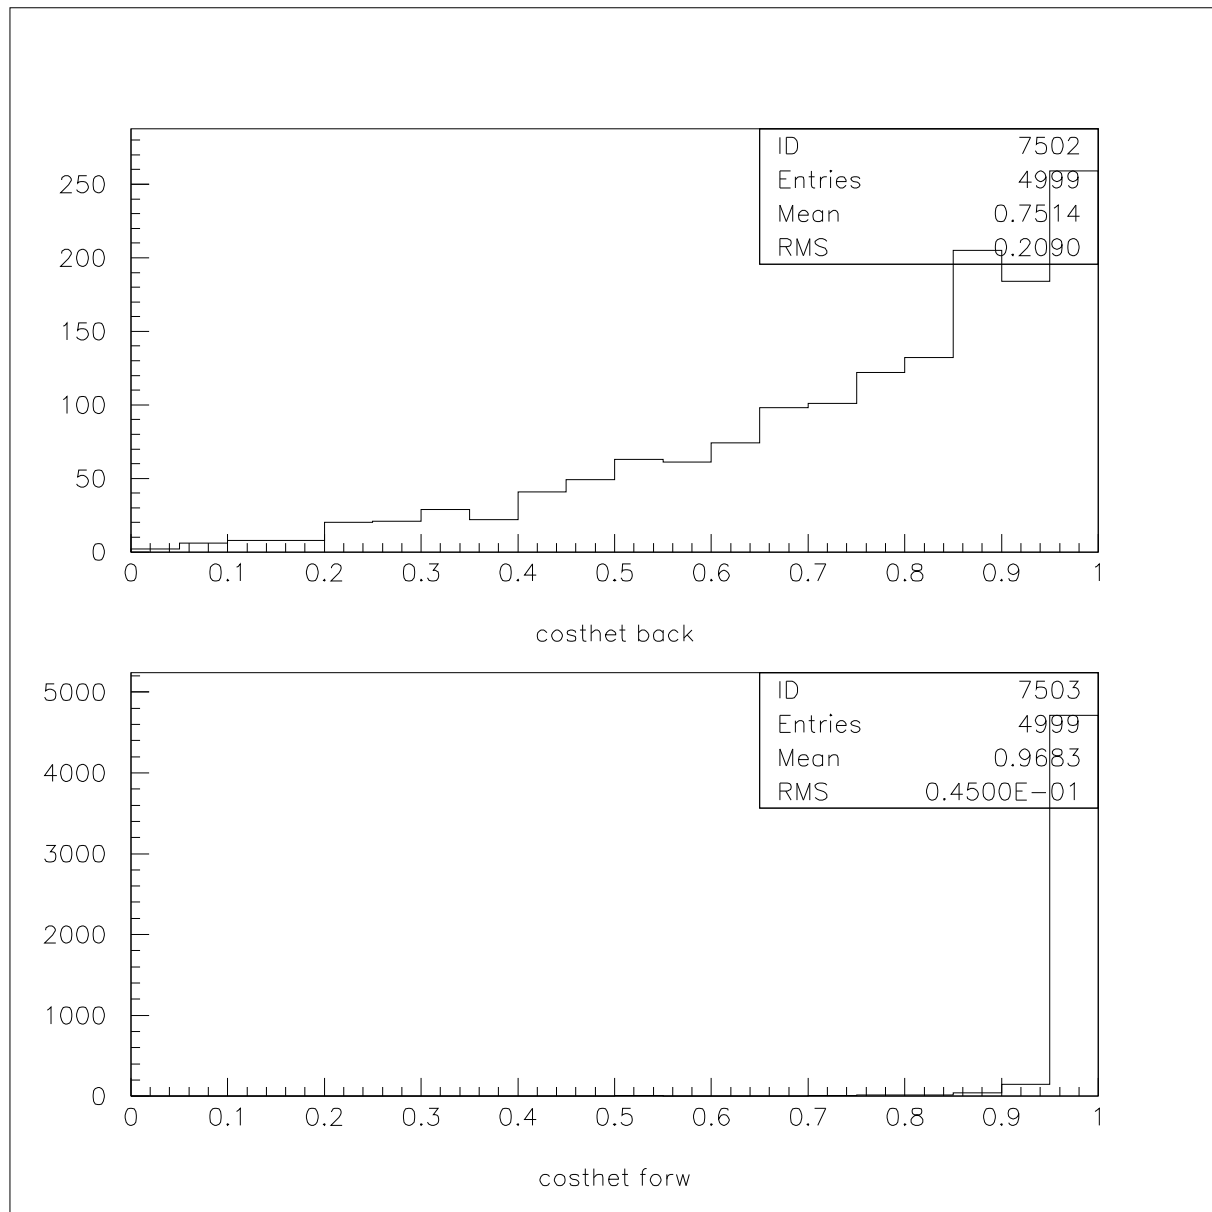 ID 7502
Entries 4999
Mean 0.7514
RMS 0.2090
250
200
150
100
50
0
0 0.1 0.2 0.3 0.4 0.5 0.6 0.7 0.8 0.9 1
costhet back
ID 7503
Entries 4999
Mean 0.9683
RMS 0.4500E-01
5000
4000
3000
2000
1000
0
0 0.1 0.2 0.3 0.4 0.5 0.6 0.7 0.8 0.9 1
costhet forw